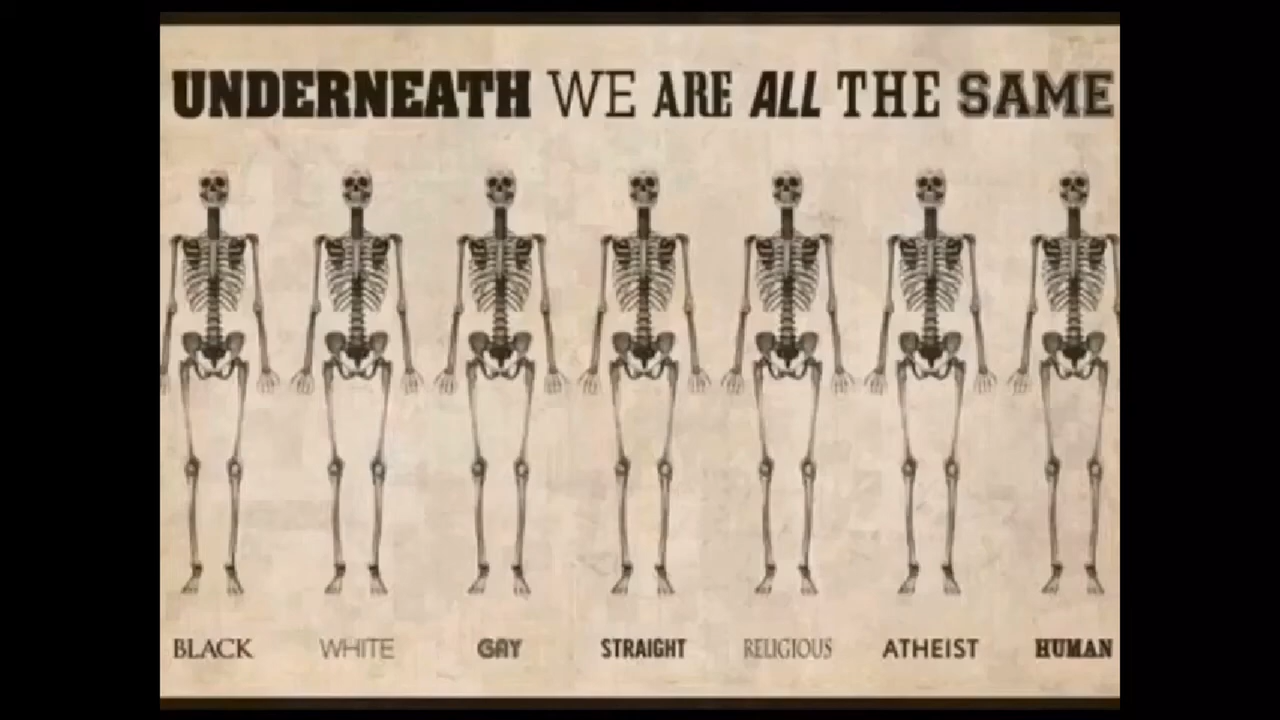 UNDERNEATH WE ARE ALL THE SAME
BLACK WHITE GAY STRAIGHT RELIGIOUS ATHEIST HUMAN